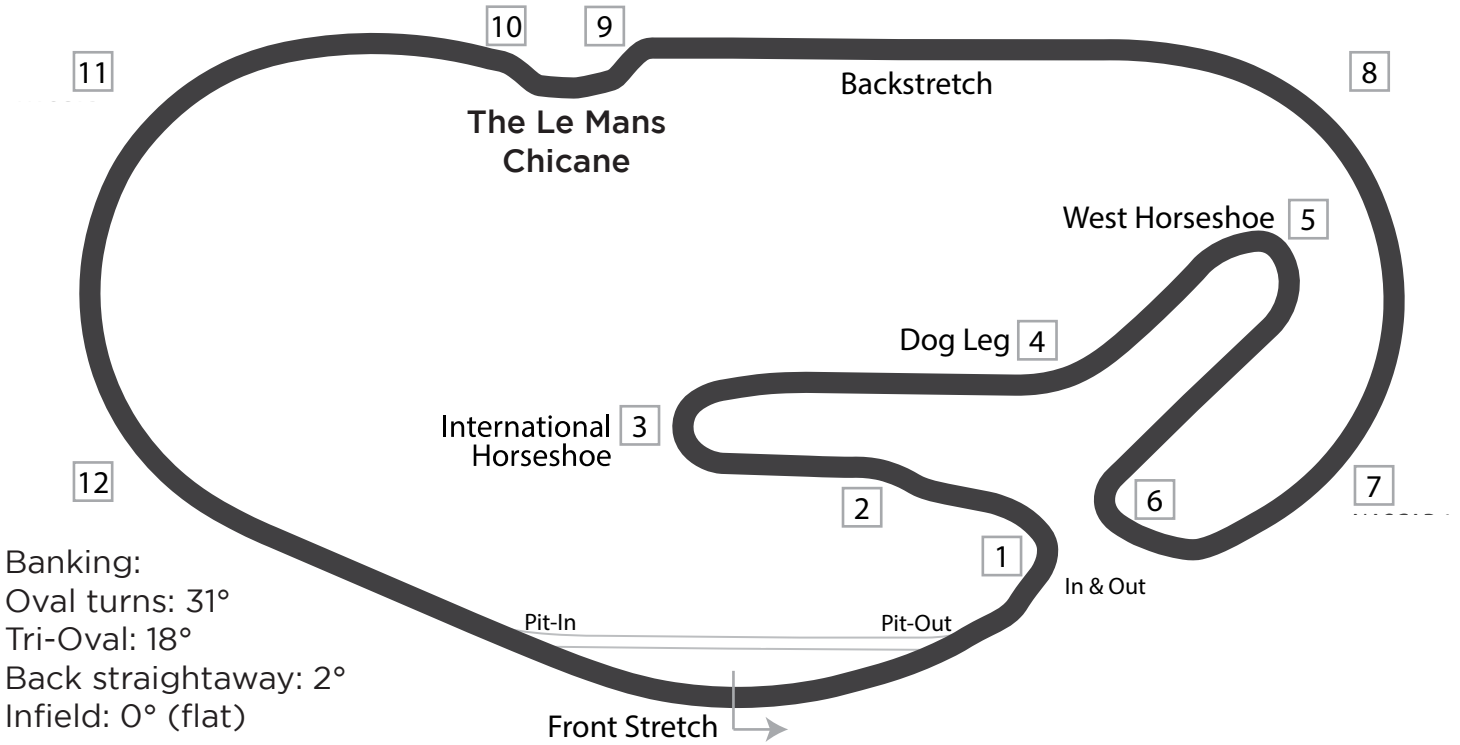 10
9
11
8
Backstretch
The Le Mans
Chicane
West Horseshoe
5
Dog Leg
4
International
Horseshoe
3
12
7
6
2
1
In & Out
Banking:
Oval turns: 31°
Tri-Oval: 18°
Back straightaway: 2°
Infield: 0° (flat)
Pit-In
Pit-Out
Front Stretch